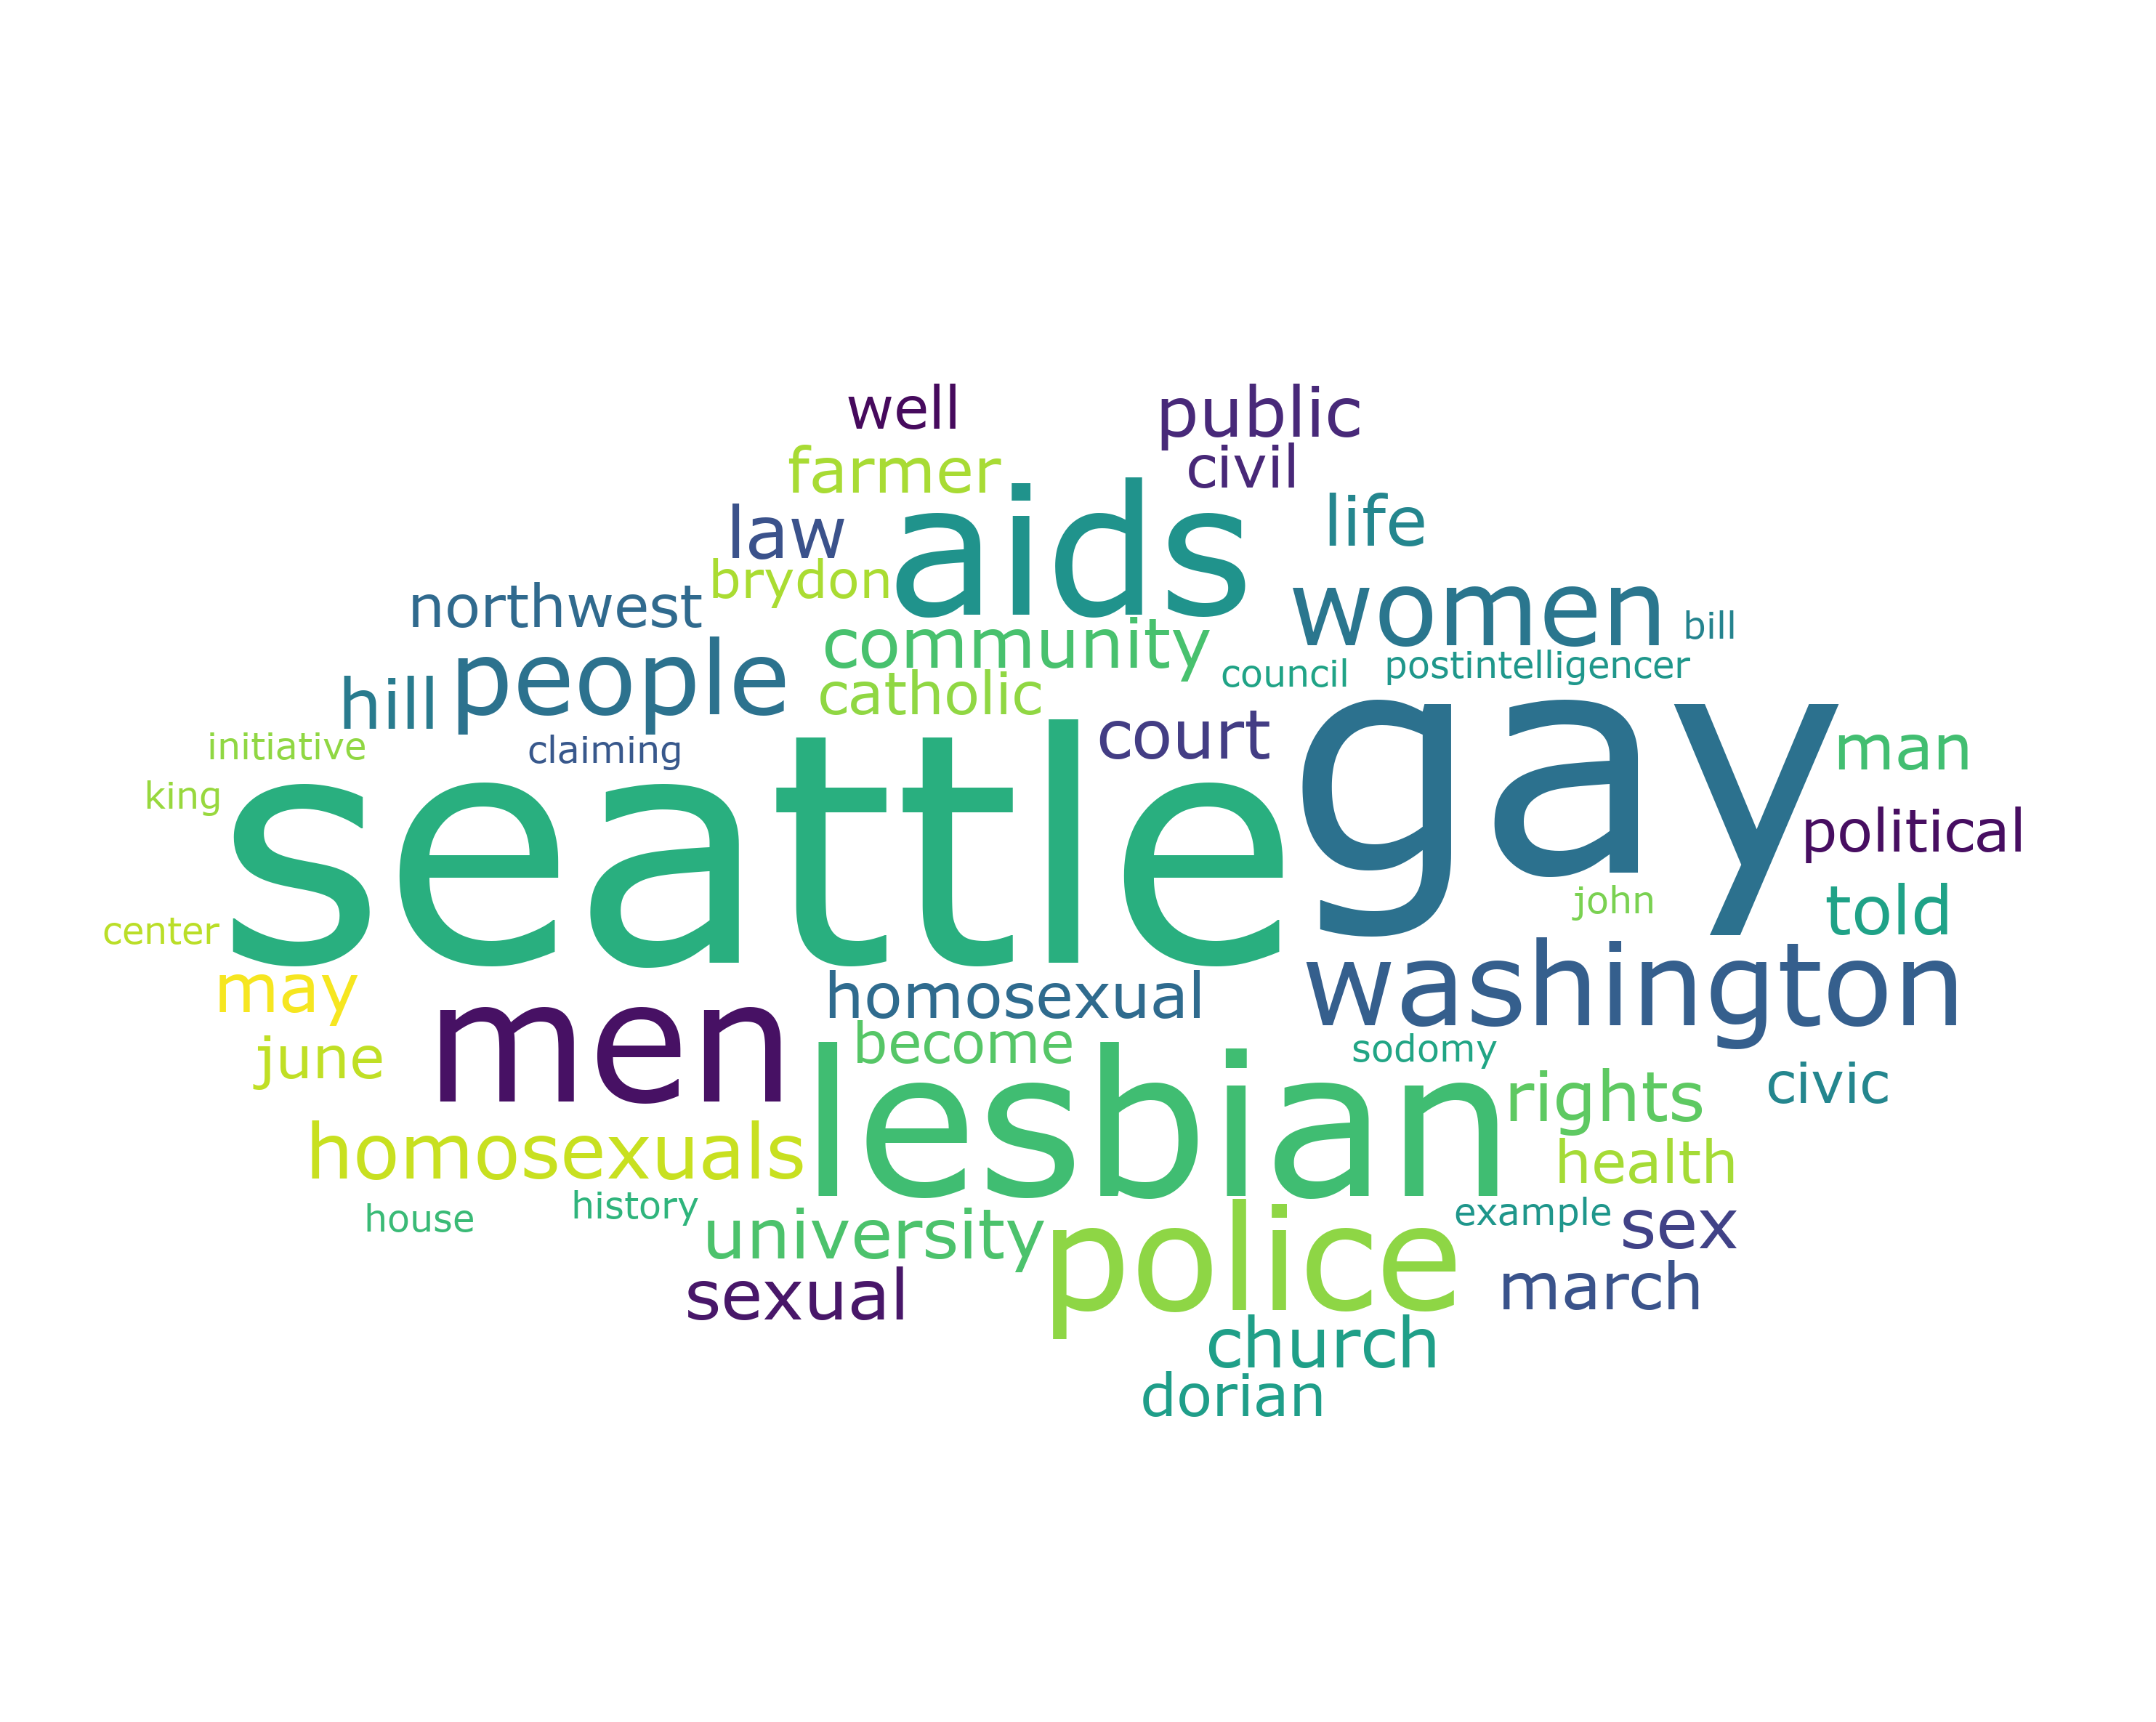 well
public
farmer
civil
law
aids
life
brydon
northwest
women
community
bill
people
council
postintelligencer
hill
catholic
court
initiative
claiming
gay
man
king
seattle
political
center
john
told
may
men
homosexual
washington
june
become
sodomy
civic
homosexuals
lesbian
rights
health
house
history
university
police
example
sex
sexual
march
church
dorian